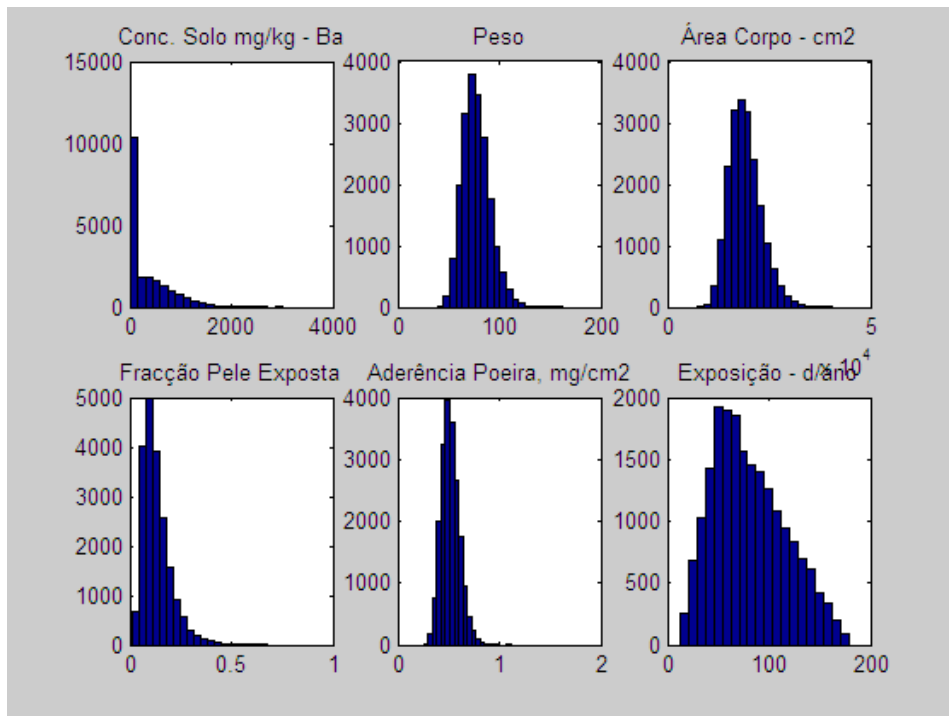 Conc. Solo mg/kg - Ba
15000
10000
5000
0
0 2000 4000
Peso
4000
3000
2000
1000
0
0 100 200
Área Corpo - cm2
4000
3000
2000
1000
0
0 5
x 10^4
Fracção Pele Exposta
5000
4000
3000
2000
1000
0
0 0.5 1
Aderência Poeira, mg/cm2
4000
3000
2000
1000
0
0 1 2
Exposição - d/ano
2000
1500
1000
500
0
0 100 200